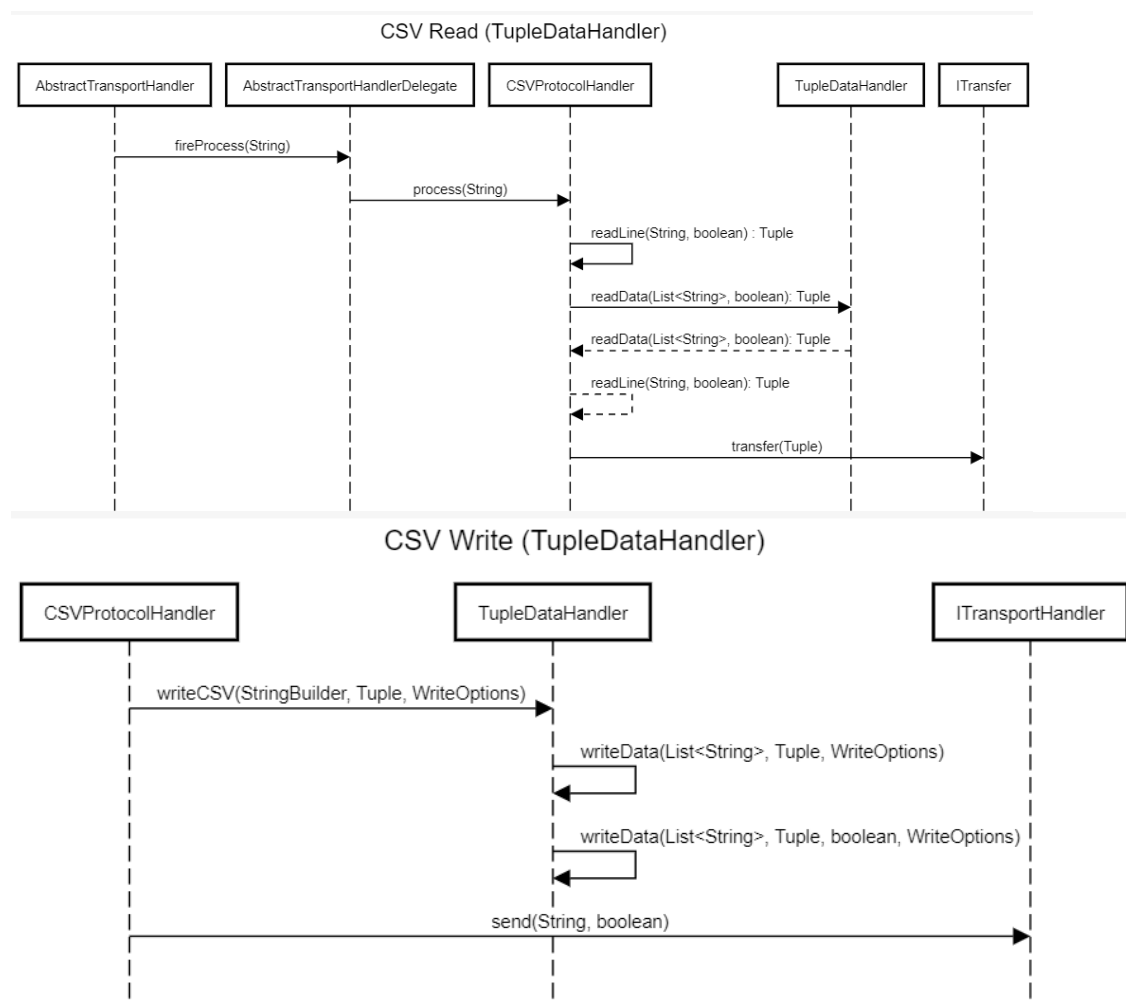 CSV Read (TupleDataHandler)
AbstractTransportHandler
AbstractTransportHandlerDelegate
CSVProtocolHandler
TupleDataHandler
ITransfer
fireProcess(String)
process(String)
readLine(String, boolean) : Tuple
readData(List<String>, boolean): Tuple
readData(List<String>, boolean): Tuple
readLine(String, boolean): Tuple
transfer(Tuple)
CSV Write (TupleDataHandler)
CSVProtocolHandler
TupleDataHandler
ITransportHandler
writeCSV(StringBuilder, Tuple, WriteOptions)
writeData(List<String>, Tuple, WriteOptions)
writeData(List<String>, Tuple, boolean, WriteOptions)
send(String, boolean)